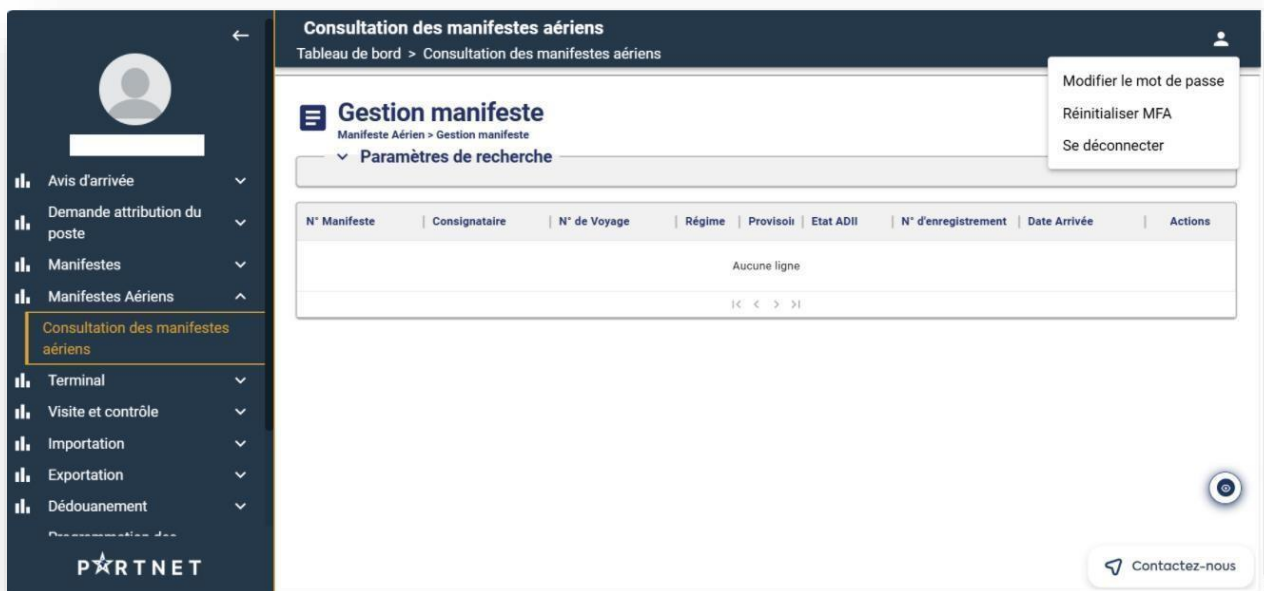 Consultation des manifestes aériens
Tableau de bord > Consultation des manifestes aériens
Modifier le mot de passe
Réinitialiser MFA
Se déconnecter
Gestion manifeste
Manifeste Aérien > Gestion manifeste
Paramètres de recherche
Avis d'arrivée
Demande attribution du
poste
Manifestes
Manifestes Aériens
Consultation des manifestes
aériens
Terminal
Visite et contrôle
Importation
Exportation
Dédouanement
N° Manifeste | Consignataire | N° de Voyage | Régime | Provisoir | Etat ADII | N° d'enregistrement | Date Arrivée | Actions
Aucune ligne
PORTNET
Contactez-nous